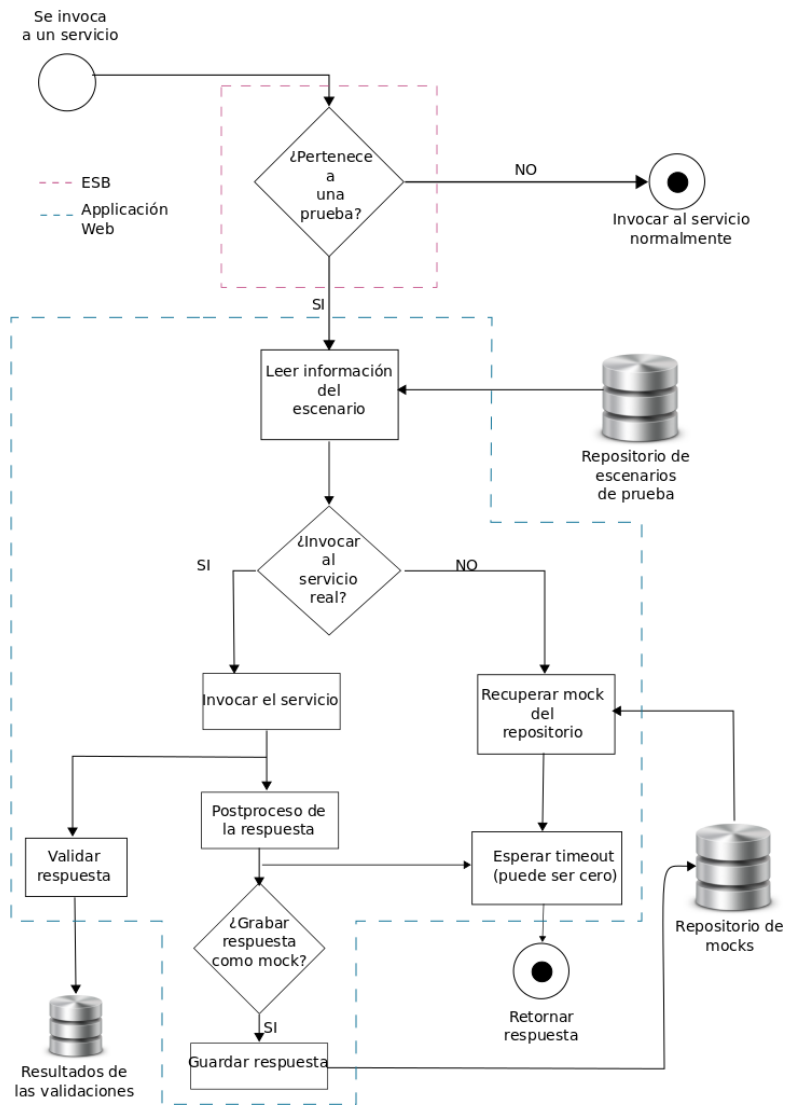 Se invoca
a un servicio
¿Pertenece
a
una
prueba?
NO
Invocar al servicio
normalmente
ESB
Applicación
Web
SI
Leer información
del
escenario
Repositorio de
escenarios
de prueba
¿Invocar
al
servicio
real?
SI
NO
Invocar el servicio
Recuperar mock
del
repositorio
Postproceso de
la respuesta
Validar
respuesta
Esperar timeout
(puede ser cero)
Repositorio de
mocks
¿Grabar
respuesta
como mock?
Retornar
respuesta
SI
Guardar respuesta
Resultados de
las validaciones